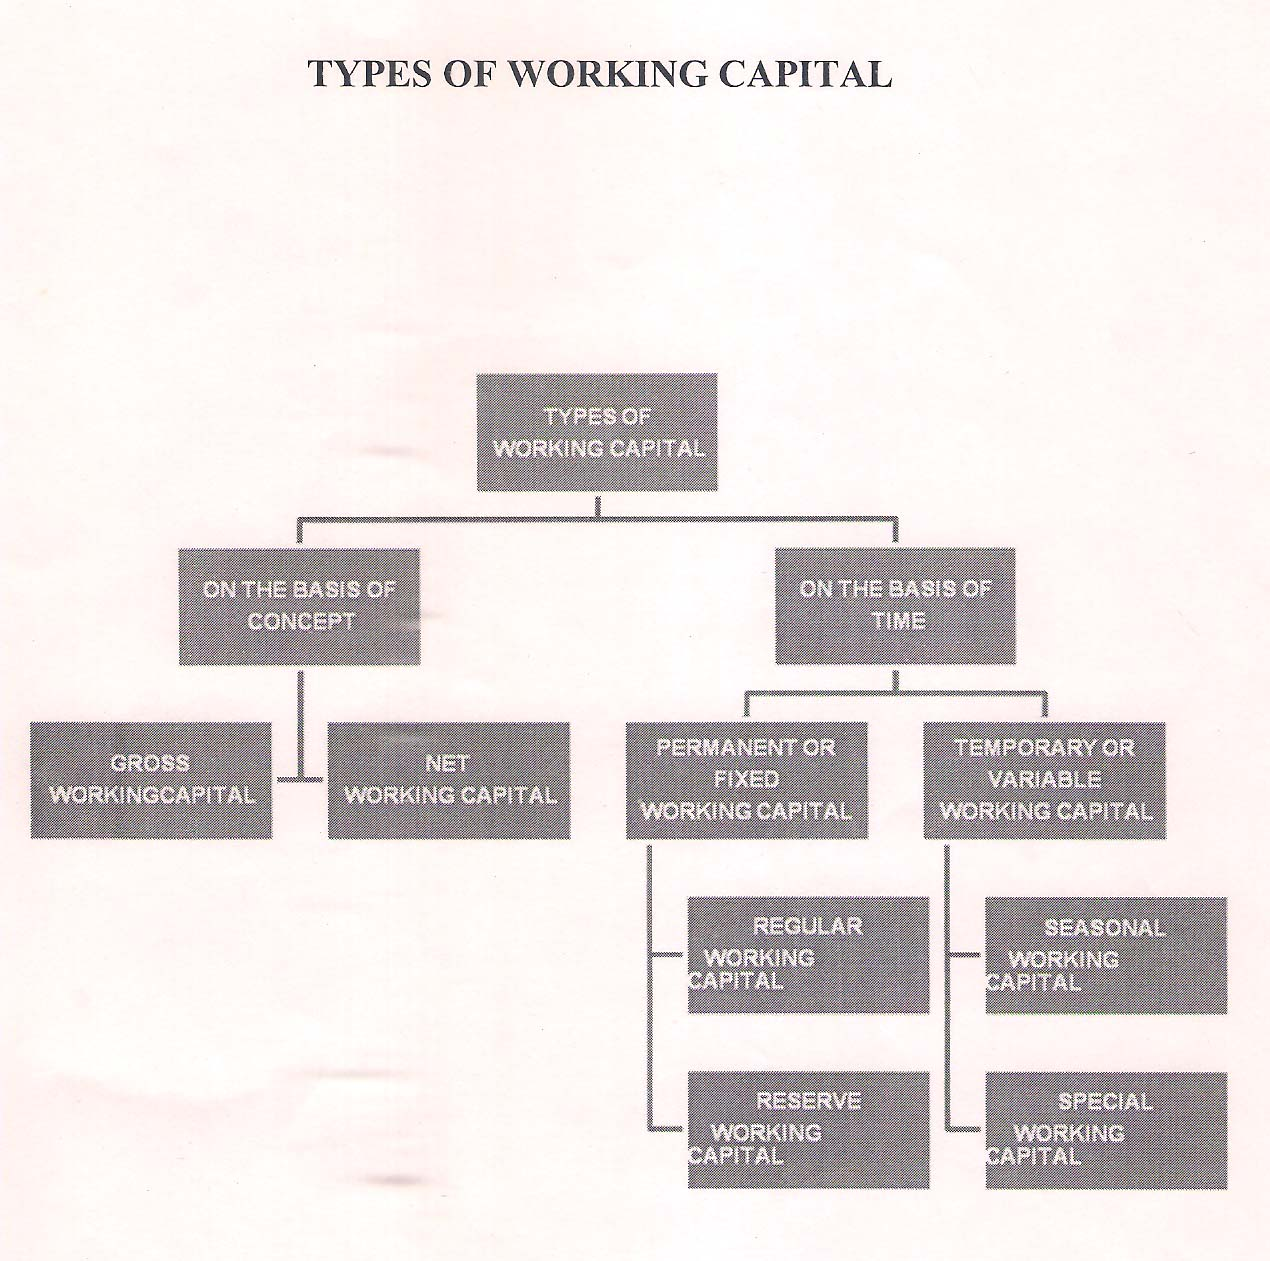 TYPES OF WORKING CAPITAL
TYPES OF
WORKING CAPITAL
ON THE BASIS OF
CONCEPT
ON THE BASIS OF
TIME
GROSS
WORKINGCAPITAL
NET
WORKING CAPITAL
PERMANENT OR
FIXED
WORKING CAPITAL
TEMPORARY OR
VARIABLE
WORKING CAPITAL
REGULAR
WORKING
CAPITAL
SEASONAL
WORKING
CAPITAL
RESERVE
WORKING
CAPITAL
SPECIAL
WORKING
CAPITAL